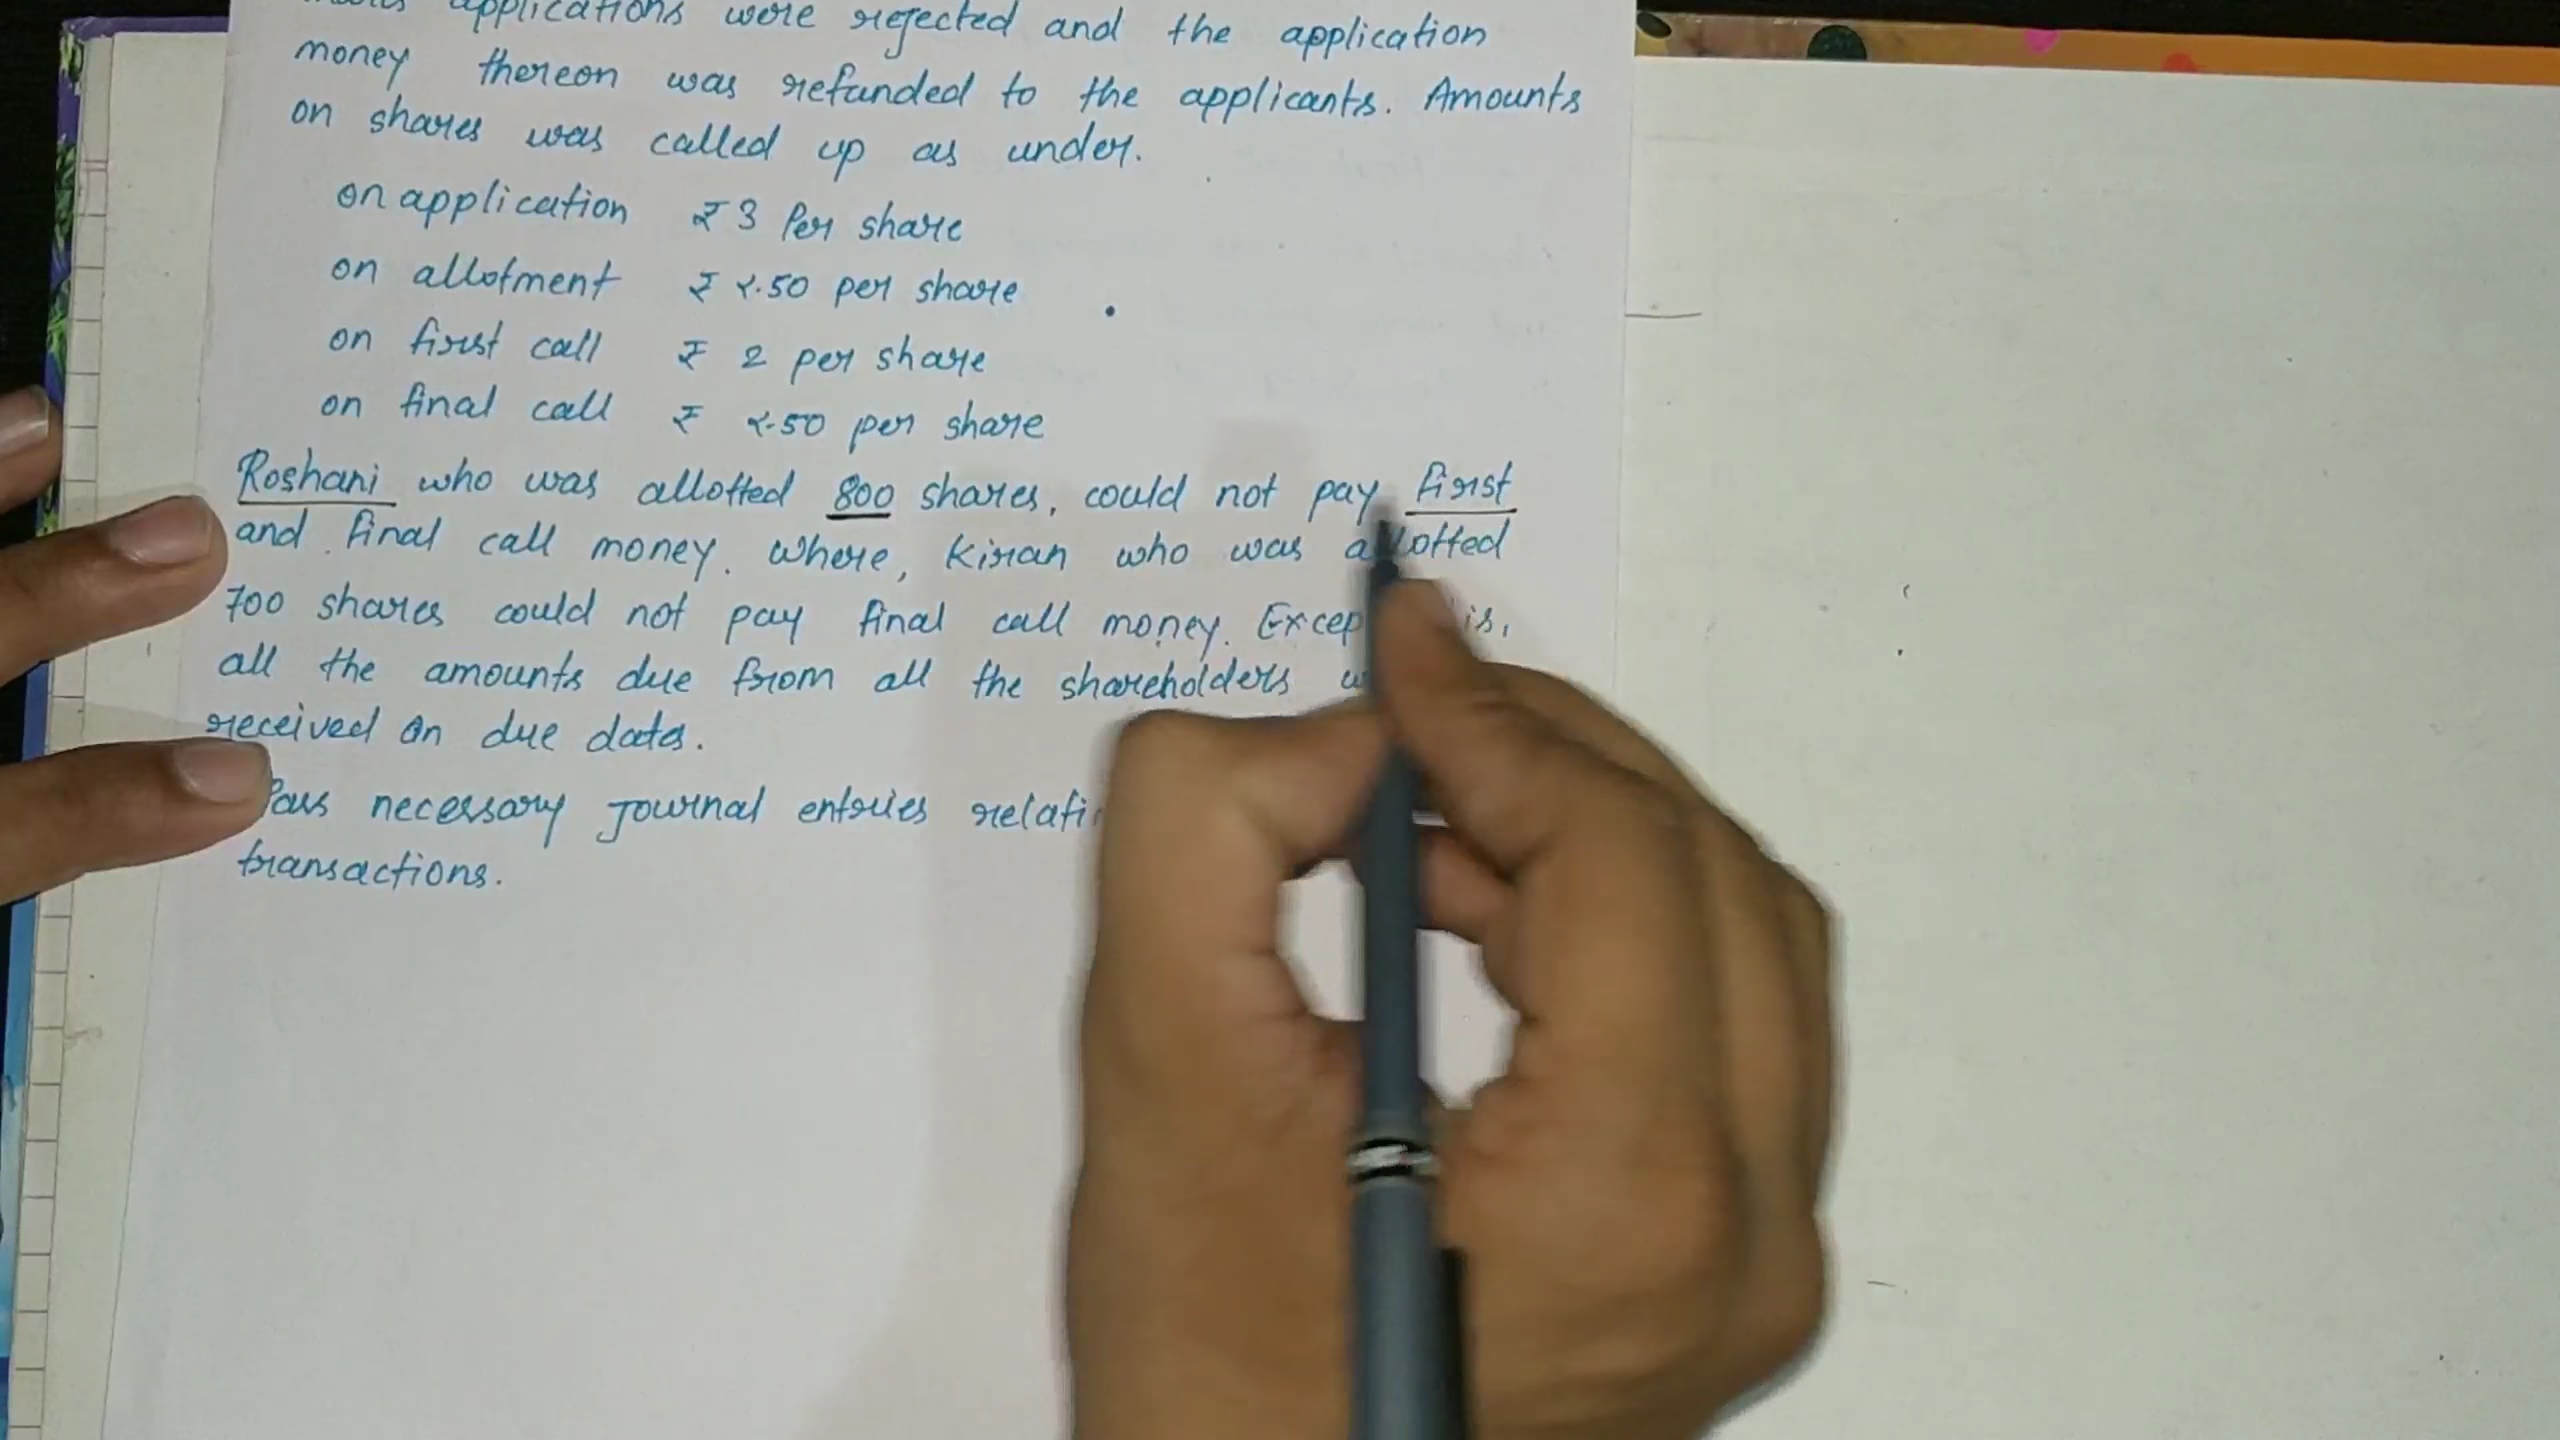 applications were rejected and the application
money thereon was refunded to the applicants. Amounts
on shares was called up as under.
on application ₹ 3 Per share
on allotment ₹ 2.50 per share
on first call ₹ 2 per share
on final call ₹ 2.50 per share
Roshani who was allotted 800 shares, could not pay first
and final call money. Where, Kiran who was allotted
700 shares could not pay final call money.
all the amounts due from all the shareholders
received on due dates.
Pass necessary Journal entries
transactions.